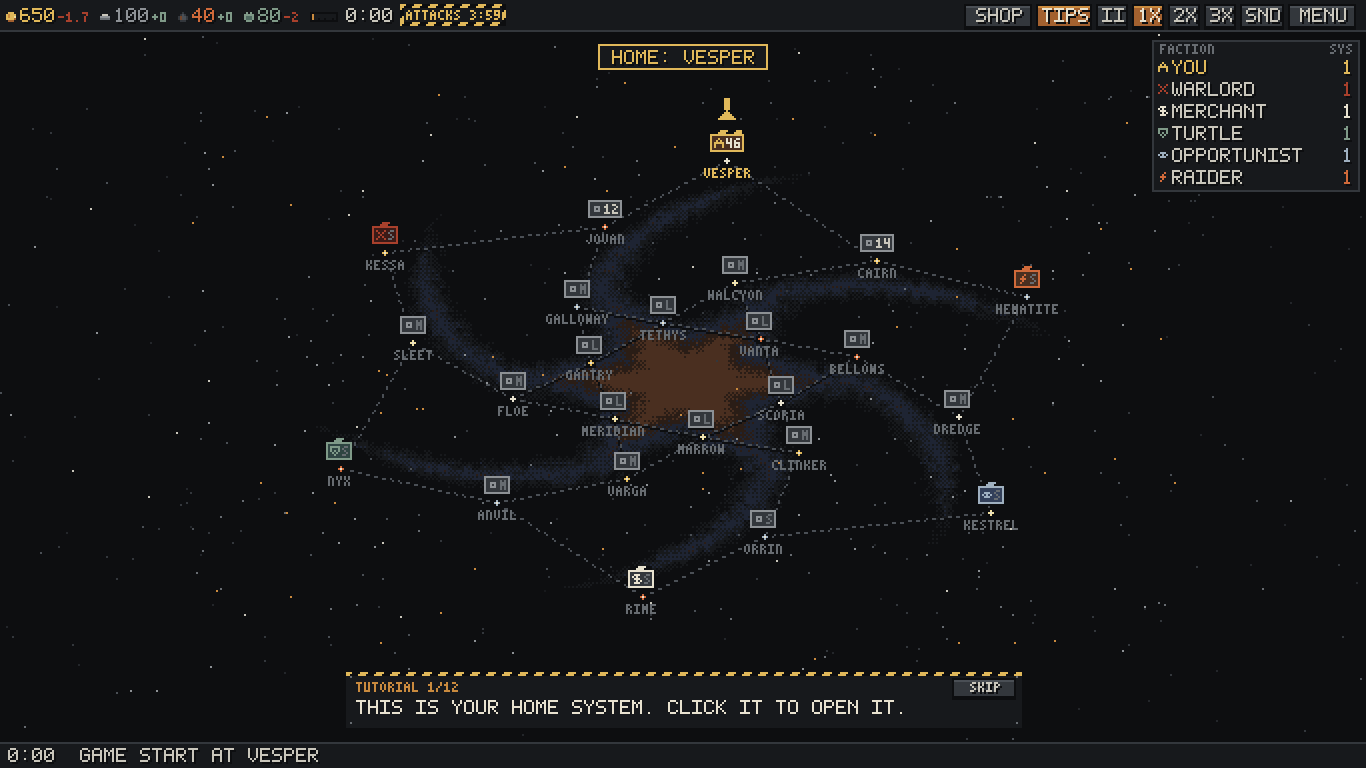 650-1.7 100+0 40+0 80-2 0:00 ATTACKS 3:59 SHOP TIPS II 1X 2X 3X SND MENU
HOME: VESPER
FACTION SYS
YOU 1
WARLORD 1
MERCHANT 1
TURTLE 1
OPPORTUNIST 1
RAIDER 1
46
VESPER
12
JOVAN
S
KESSA
14
CAIRN
M
HALCYON
S
HEMATITE
M
GALLOWAY
L
TETHYS
L
VANTA
M
SLEET
L
GANTRY
M
BELLOWS
M
FLOE
L
SCORIA
L
MERIDIAN
M
DREDGE
L
MARROW
M
CLINKER
S
NYX
M
VARGA
M
ANVIL
S
KESTREL
S
ORRIN
S
RIME
TUTORIAL 1/12 SKIP
THIS IS YOUR HOME SYSTEM. CLICK IT TO OPEN IT.
0:00 GAME START AT VESPER